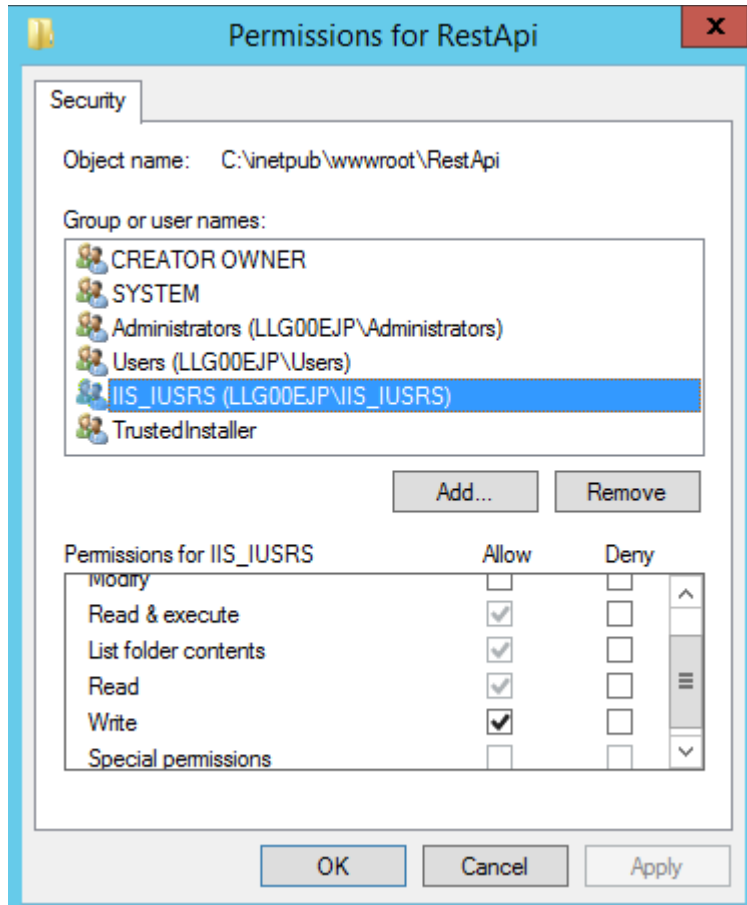 Permissions for RestApi
x
Security
Object name: C:\inetpub\wwwroot\RestApi
Group or user names:
CREATOR OWNER
SYSTEM
Administrators (LLG00EJP\Administrators)
Users (LLG00EJP\Users)
IIS_IUSRS (LLG00EJP\IIS_IUSRS)
TrustedInstaller
Add... Remove
Permissions for IIS_IUSRS Allow Deny
Modify
Read & execute
List folder contents
Read
Write
Special permissions
OK Cancel Apply